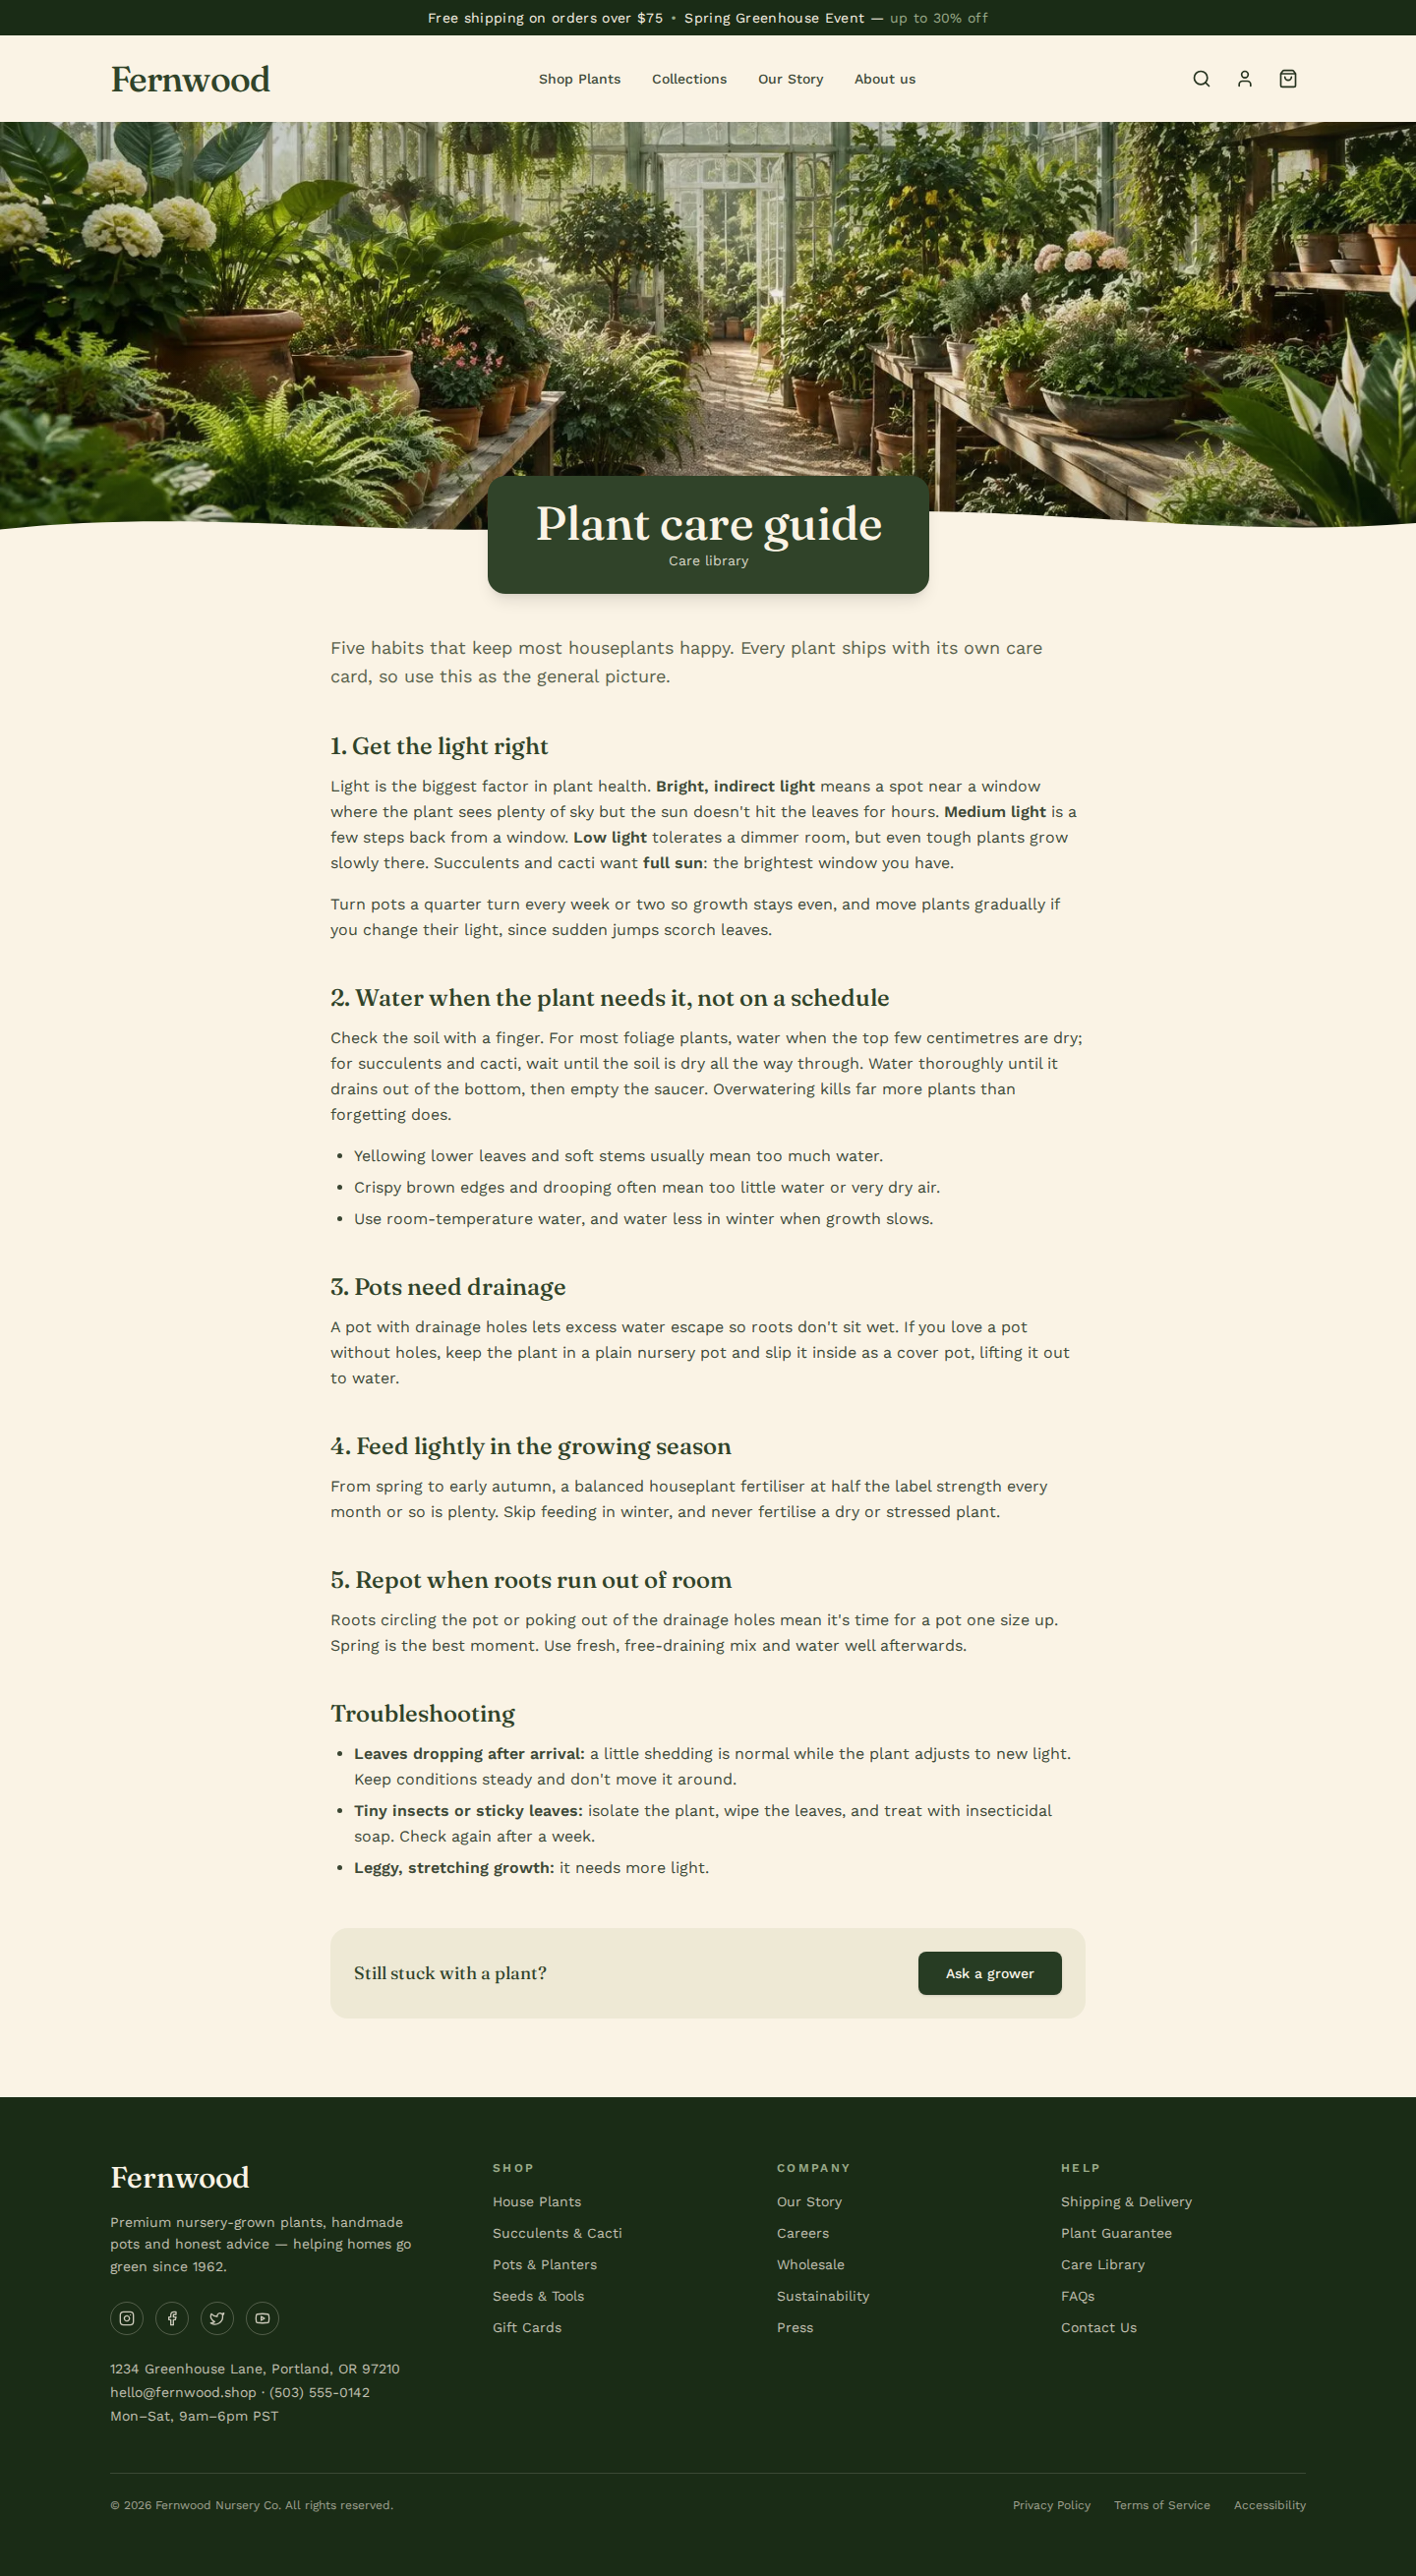 Free shipping on orders over $75 • Spring Greenhouse Event — up to 30% off
Fernwood
Shop Plants
Collections
Our Story
About us
Plant care guide
Care library
Five habits that keep most houseplants happy. Every plant ships with its own care
card, so use this as the general picture.
1. Get the light right
Light is the biggest factor in plant health. Bright, indirect light means a spot near a window
where the plant sees plenty of sky but the sun doesn't hit the leaves for hours. Medium light is a
few steps back from a window. Low light tolerates a dimmer room, but even tough plants grow
slowly there. Succulents and cacti want full sun: the brightest window you have.
Turn pots a quarter turn every week or two so growth stays even, and move plants gradually if
you change their light, since sudden jumps scorch leaves.
2. Water when the plant needs it, not on a schedule
Check the soil with a finger. For most foliage plants, water when the top few centimetres are dry;
for succulents and cacti, wait until the soil is dry all the way through. Water thoroughly until it
drains out of the bottom, then empty the saucer. Overwatering kills far more plants than
forgetting does.
• Yellowing lower leaves and soft stems usually mean too much water.
• Crispy brown edges and drooping often mean too little water or very dry air.
• Use room-temperature water, and water less in winter when growth slows.
3. Pots need drainage
A pot with drainage holes lets excess water escape so roots don't sit wet. If you love a pot
without holes, keep the plant in a plain nursery pot and slip it inside as a cover pot, lifting it out
to water.
4. Feed lightly in the growing season
From spring to early autumn, a balanced houseplant fertiliser at half the label strength every
month or so is plenty. Skip feeding in winter, and never fertilise a dry or stressed plant.
5. Repot when roots run out of room
Roots circling the pot or poking out of the drainage holes mean it's time for a pot one size up.
Spring is the best moment. Use fresh, free-draining mix and water well afterwards.
Troubleshooting
• Leaves dropping after arrival: a little shedding is normal while the plant adjusts to new light.
Keep conditions steady and don't move it around.
• Tiny insects or sticky leaves: isolate the plant, wipe the leaves, and treat with insecticidal
soap. Check again after a week.
• Leggy, stretching growth: it needs more light.
Still stuck with a plant?
Ask a grower
Fernwood
Premium nursery-grown plants, handmade
pots and honest advice — helping homes go
green since 1962.
1234 Greenhouse Lane, Portland, OR 97210
hello@fernwood.shop · (503) 555-0142
Mon–Sat, 9am–6pm PST
SHOP
House Plants
Succulents & Cacti
Pots & Planters
Seeds & Tools
Gift Cards
COMPANY
Our Story
Careers
Wholesale
Sustainability
Press
HELP
Shipping & Delivery
Plant Guarantee
Care Library
FAQs
Contact Us
© 2026 Fernwood Nursery Co. All rights reserved.
Privacy Policy
Terms of Service
Accessibility